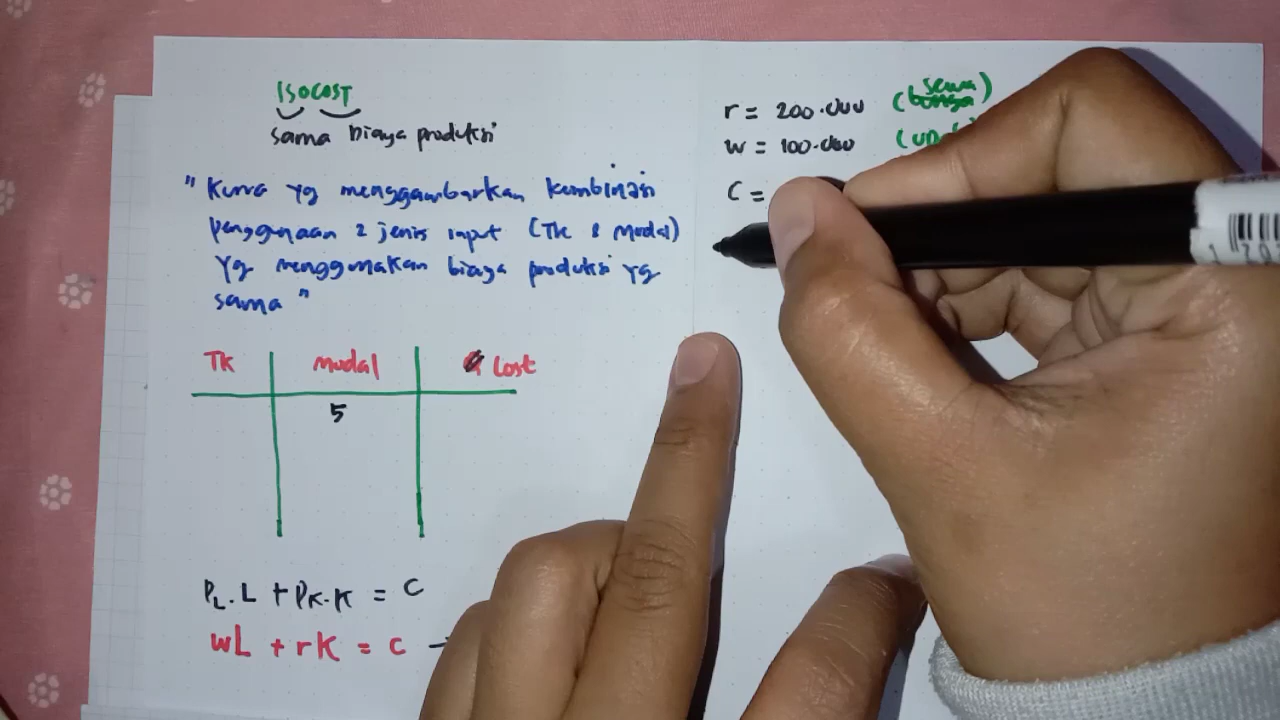 ISOCOST
sama biaya produksi
" Kurva yg menggambarkan kombinasi
penggunaan 2 jenis input (TK & Modal)
yg menggunakan biaya produksi yg
sama "
TK modal Cost
5
PL.L + PK.K = C
WL + rK = C
r = 200.000 (sewa)
(bunga)
w = 100.000
C =